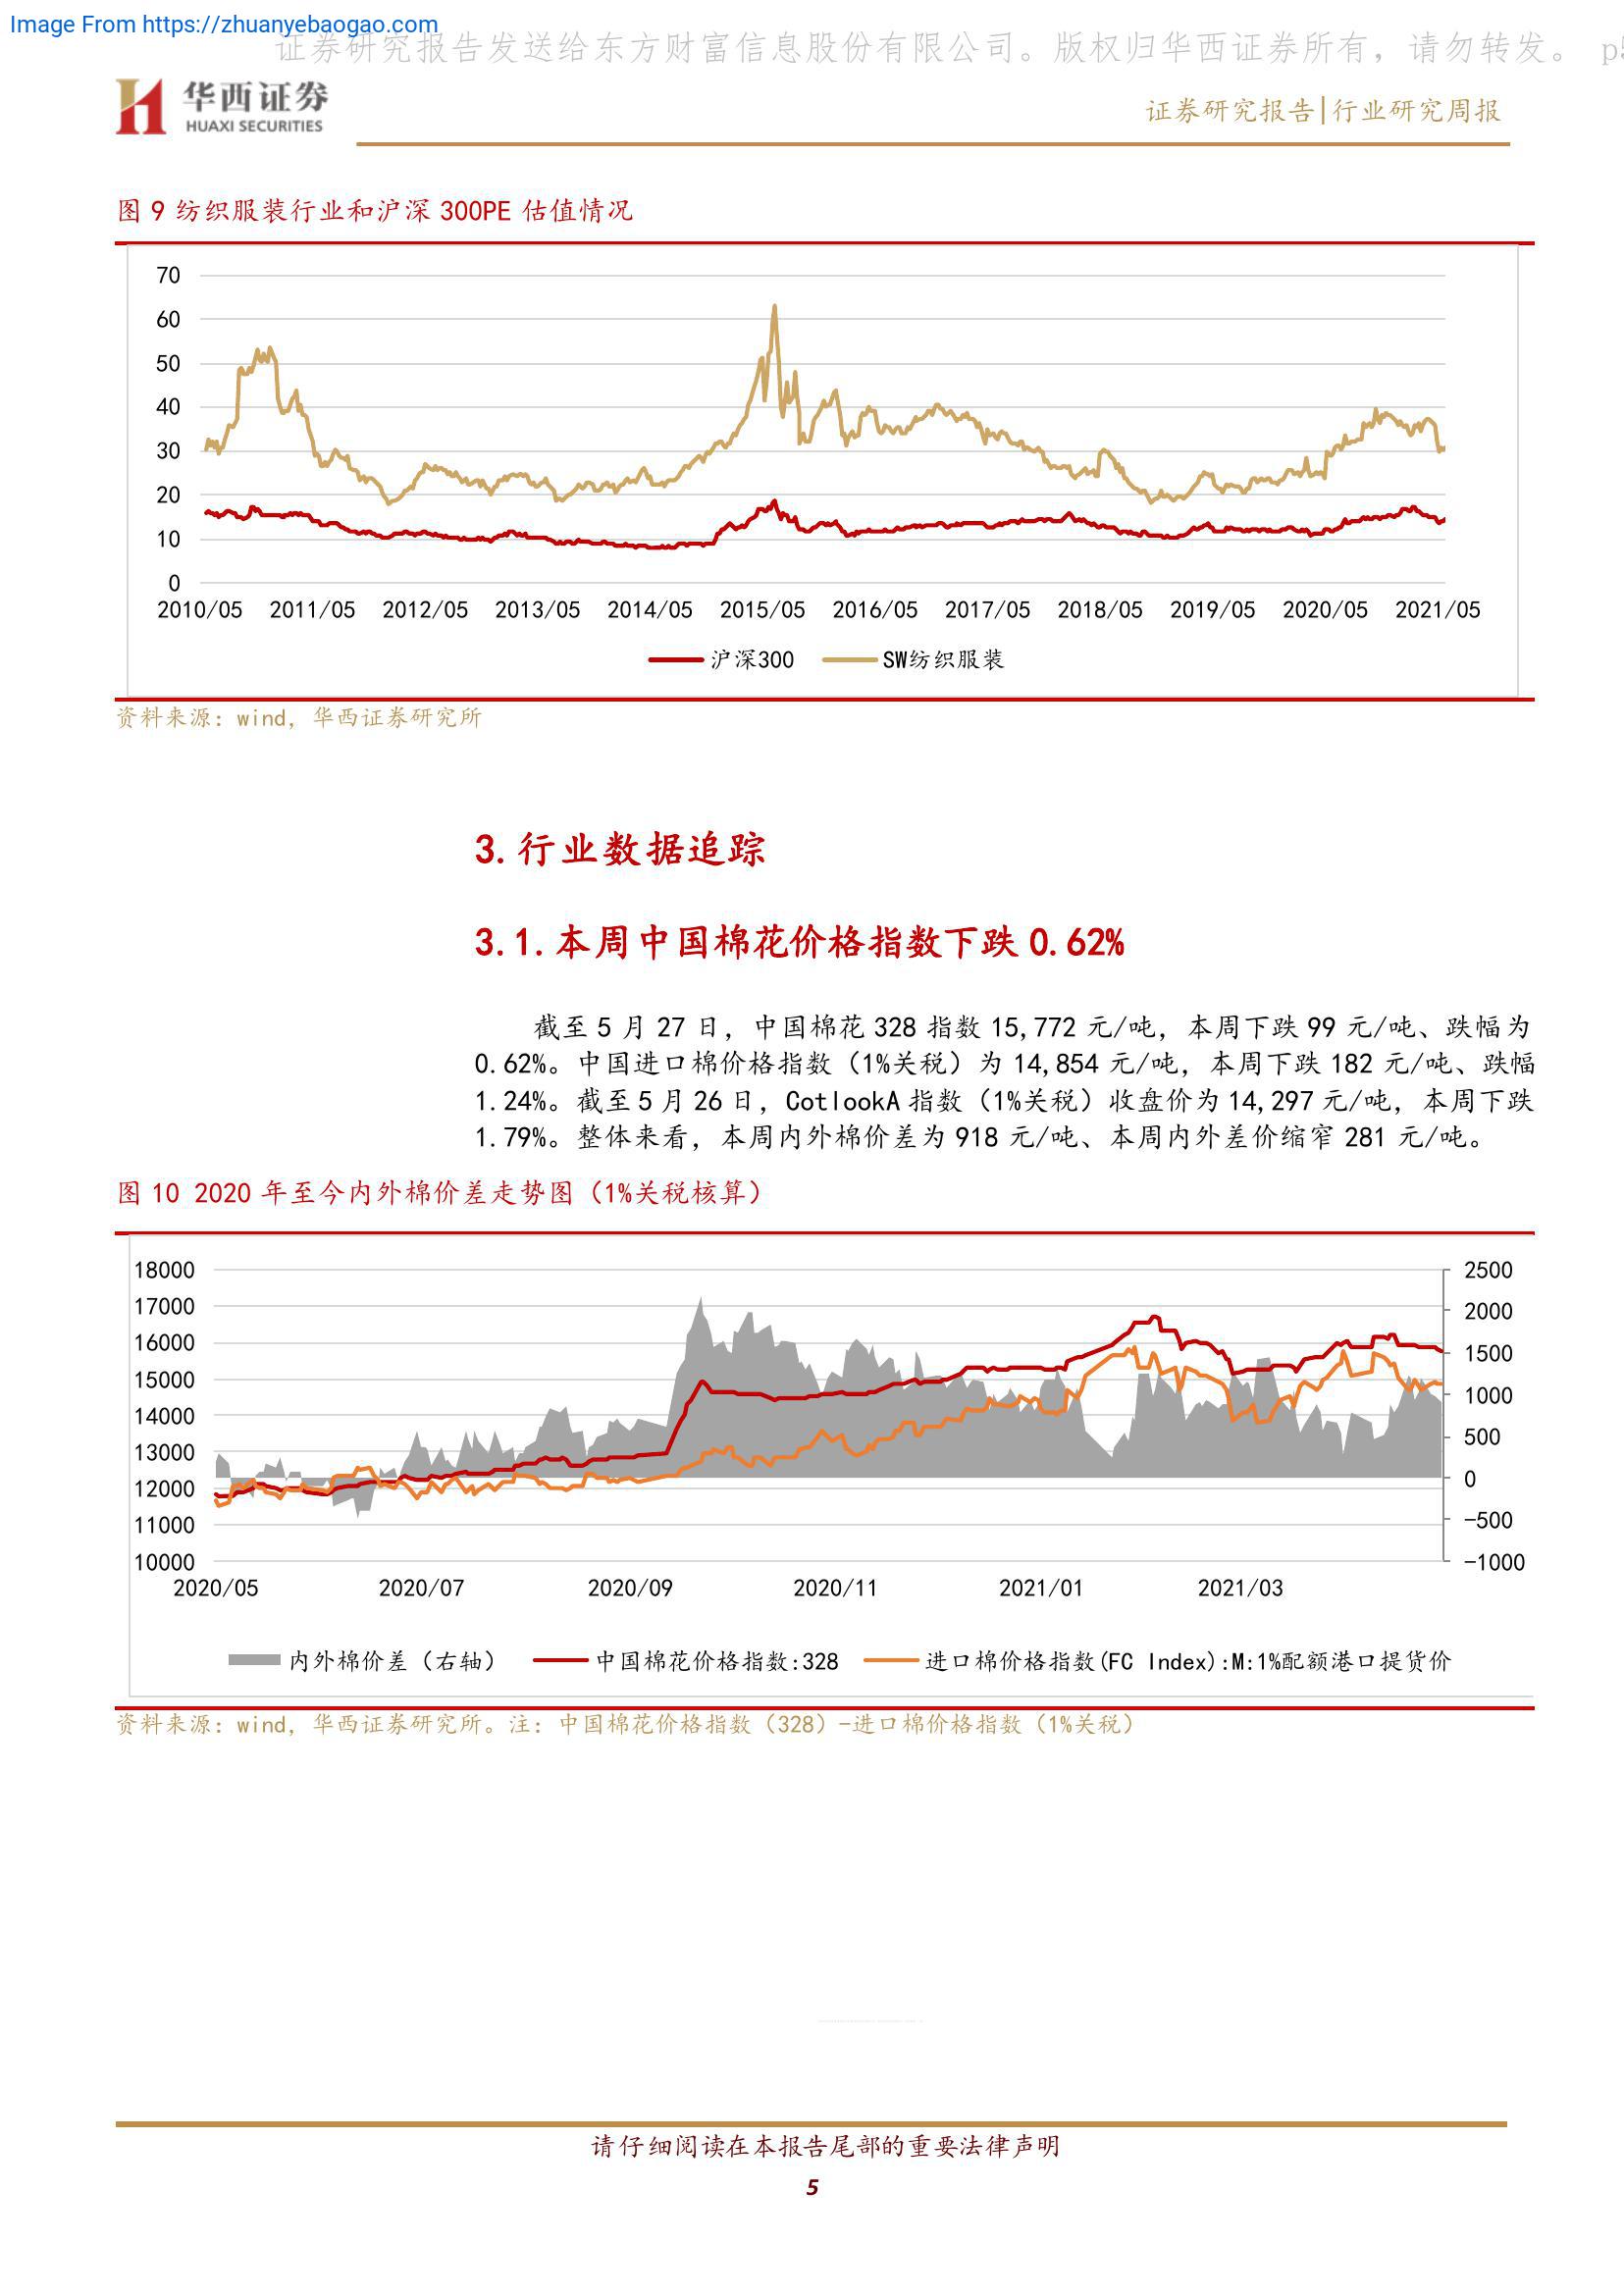 Image From https://zhuanyebaogao.com
证券研究报告发送给东方财富信息股份有限公司。版权归华西证券所有，请勿转发。 p5
华西证券
HUAXI SECURITIES
证券研究报告|行业研究周报
图 9 纺织服装行业和沪深 300PE 估值情况
70
60
50
40
30
20
10
0
2010/05 2011/05 2012/05 2013/05 2014/05 2015/05 2016/05 2017/05 2018/05 2019/05 2020/05 2021/05
沪深300 SW纺织服装
资料来源：wind，华西证券研究所
3.行业数据追踪
3.1.本周中国棉花价格指数下跌 0.62%
截至 5 月 27 日，中国棉花 328 指数 15,772 元/吨，本周下跌 99 元/吨、跌幅为
0.62%。中国进口棉价格指数（1%关税）为 14,854 元/吨，本周下跌 182 元/吨、跌幅
1.24%。截至 5 月 26 日，CotlookA 指数（1%关税）收盘价为 14,297 元/吨，本周下跌
1.79%。整体来看，本周内外棉价差为 918 元/吨、本周内外差价缩窄 281 元/吨。
图 10 2020 年至今内外棉价差走势图（1%关税核算）
18000 2500
17000 2000
16000 1500
15000 1000
14000 500
13000 0
12000 -500
11000 -1000
10000
2020/05 2020/07 2020/09 2020/11 2021/01 2021/03
内外棉价差（右轴） 中国棉花价格指数:328 进口棉价格指数(FC Index):M:1%配额港口提货价
资料来源：wind，华西证券研究所。注：中国棉花价格指数（328）-进口棉价格指数（1%关税）
请仔细阅读在本报告尾部的重要法律声明
5